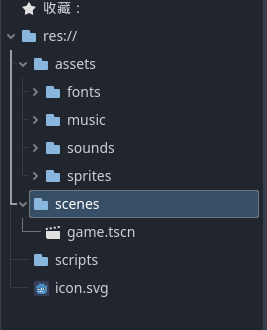 收藏：
res://
assets
fonts
music
sounds
sprites
scenes
game.tscn
scripts
icon.svg